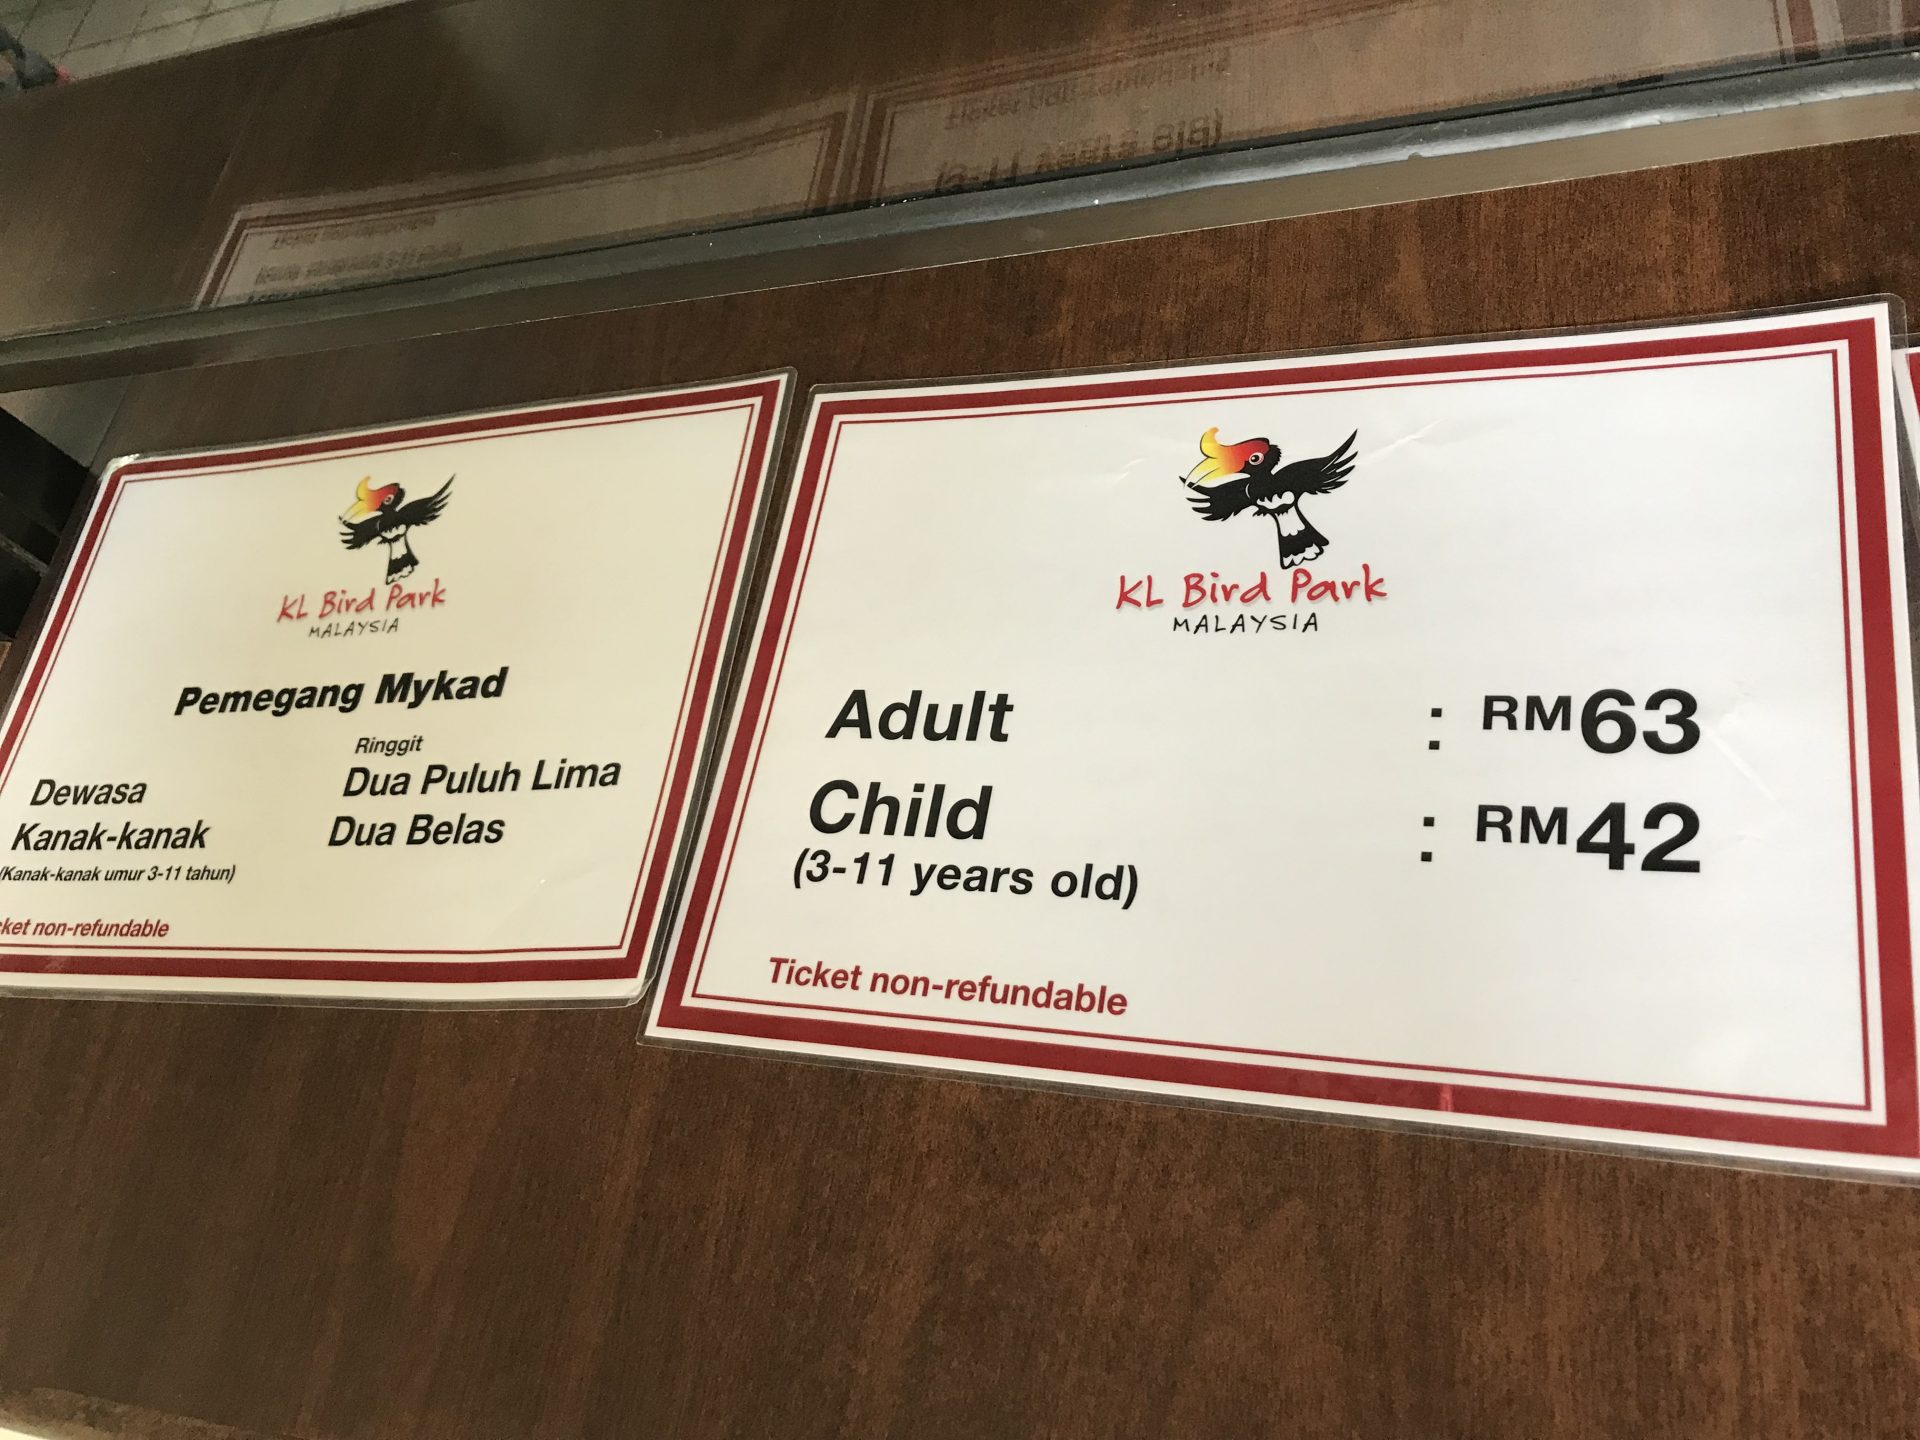 KL Bird Park
MALAYSIA
Pemegang Mykad
Ringgit
Dewasa Dua Puluh Lima
Kanak-kanak Dua Belas
(Kanak-kanak umur 3-11 tahun)
non-refundable
KL Bird Park
MALAYSIA
Adult : RM63
Child : RM42
(3-11 years old)
Ticket non-refundable